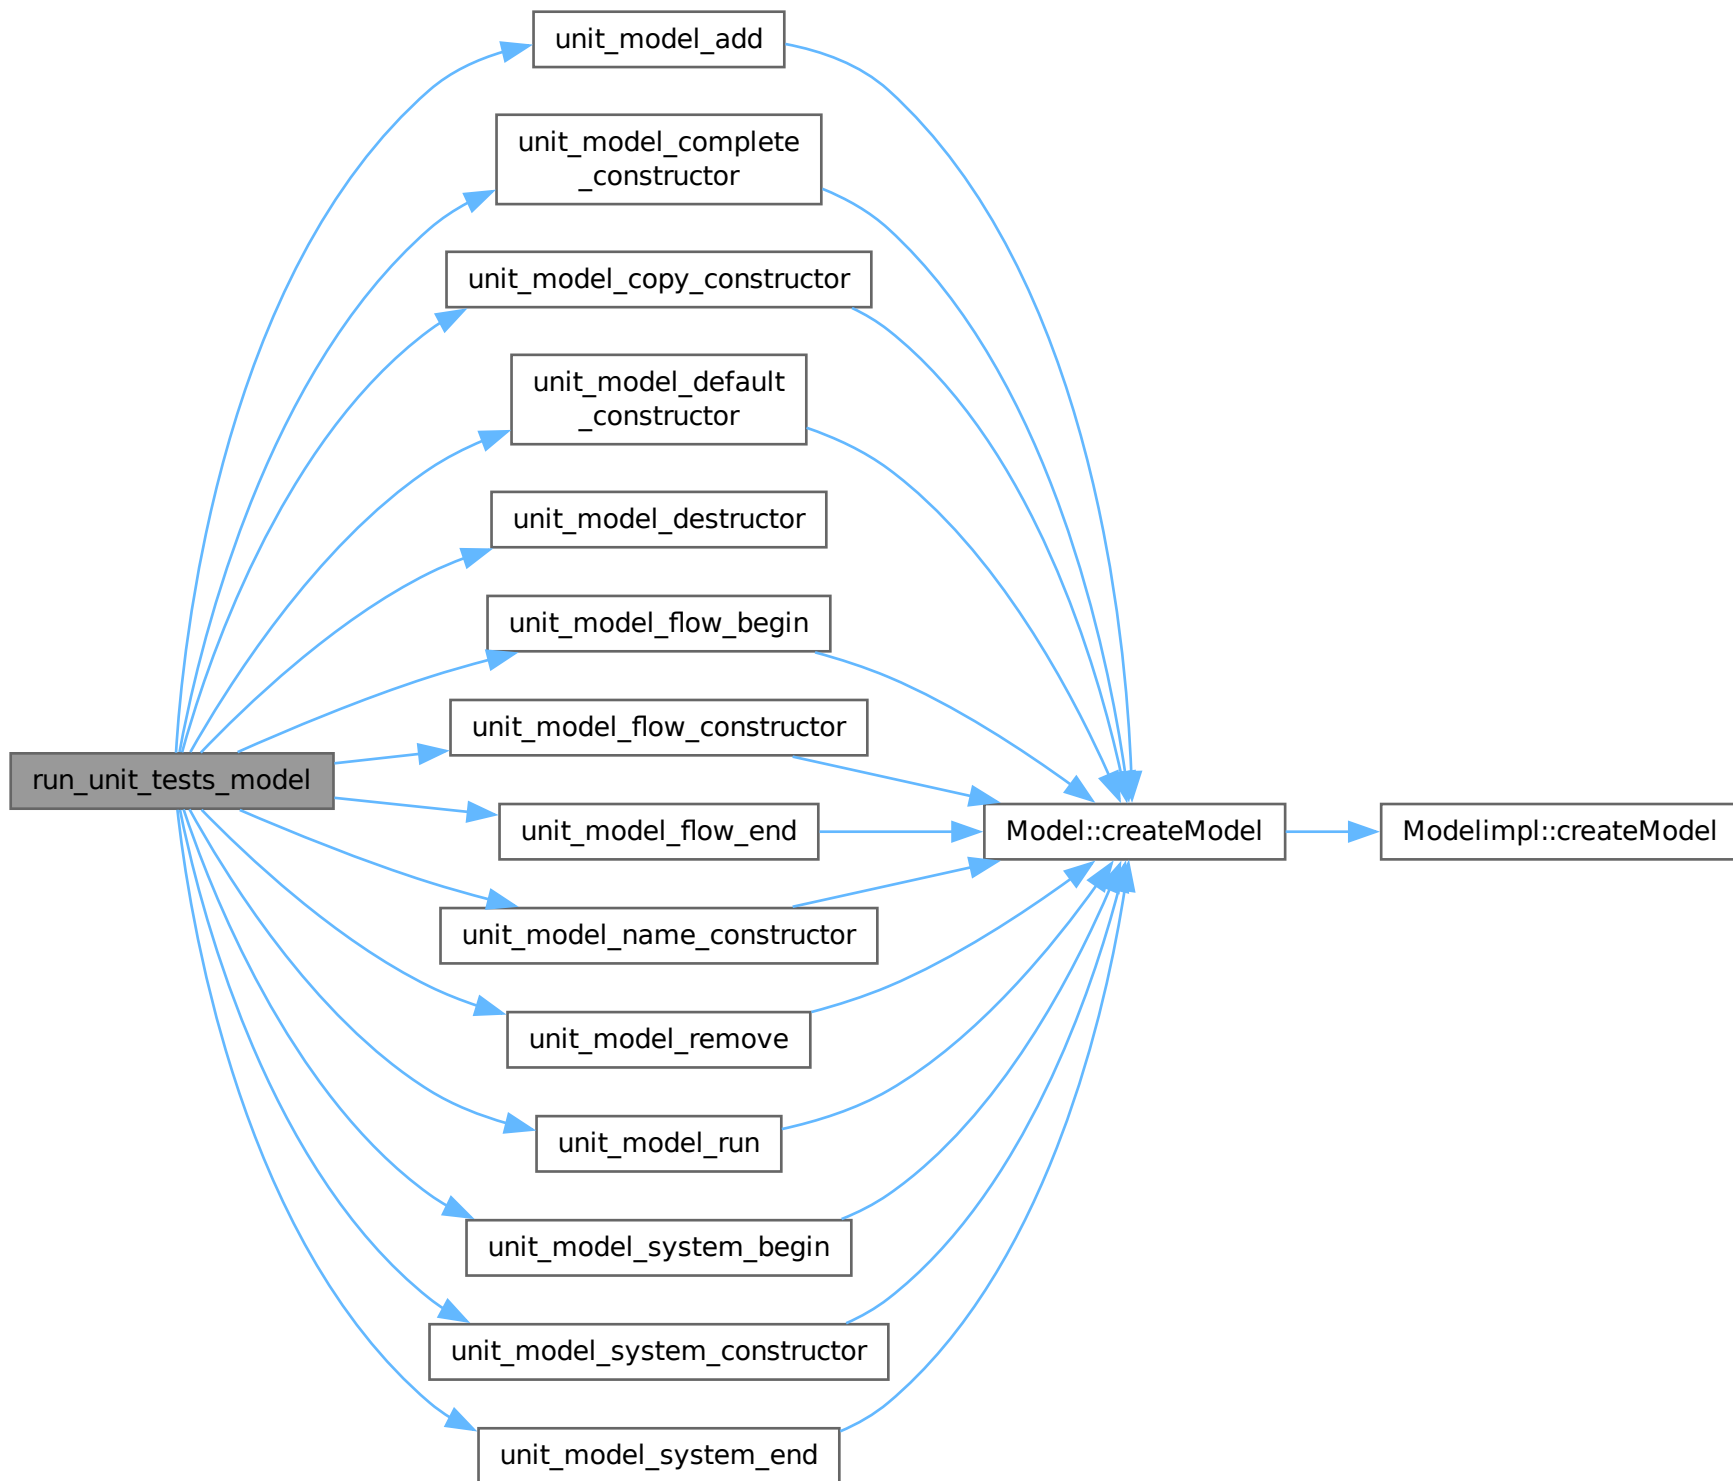 unit_model_add
unit_model_complete
_constructor
unit_model_copy_constructor
unit_model_default
_constructor
unit_model_destructor
unit_model_flow_begin
unit_model_flow_constructor
run_unit_tests_model
unit_model_flow_end
Model::createModel
Modelimpl::createModel
unit_model_name_constructor
unit_model_remove
unit_model_run
unit_model_system_begin
unit_model_system_constructor
unit_model_system_end